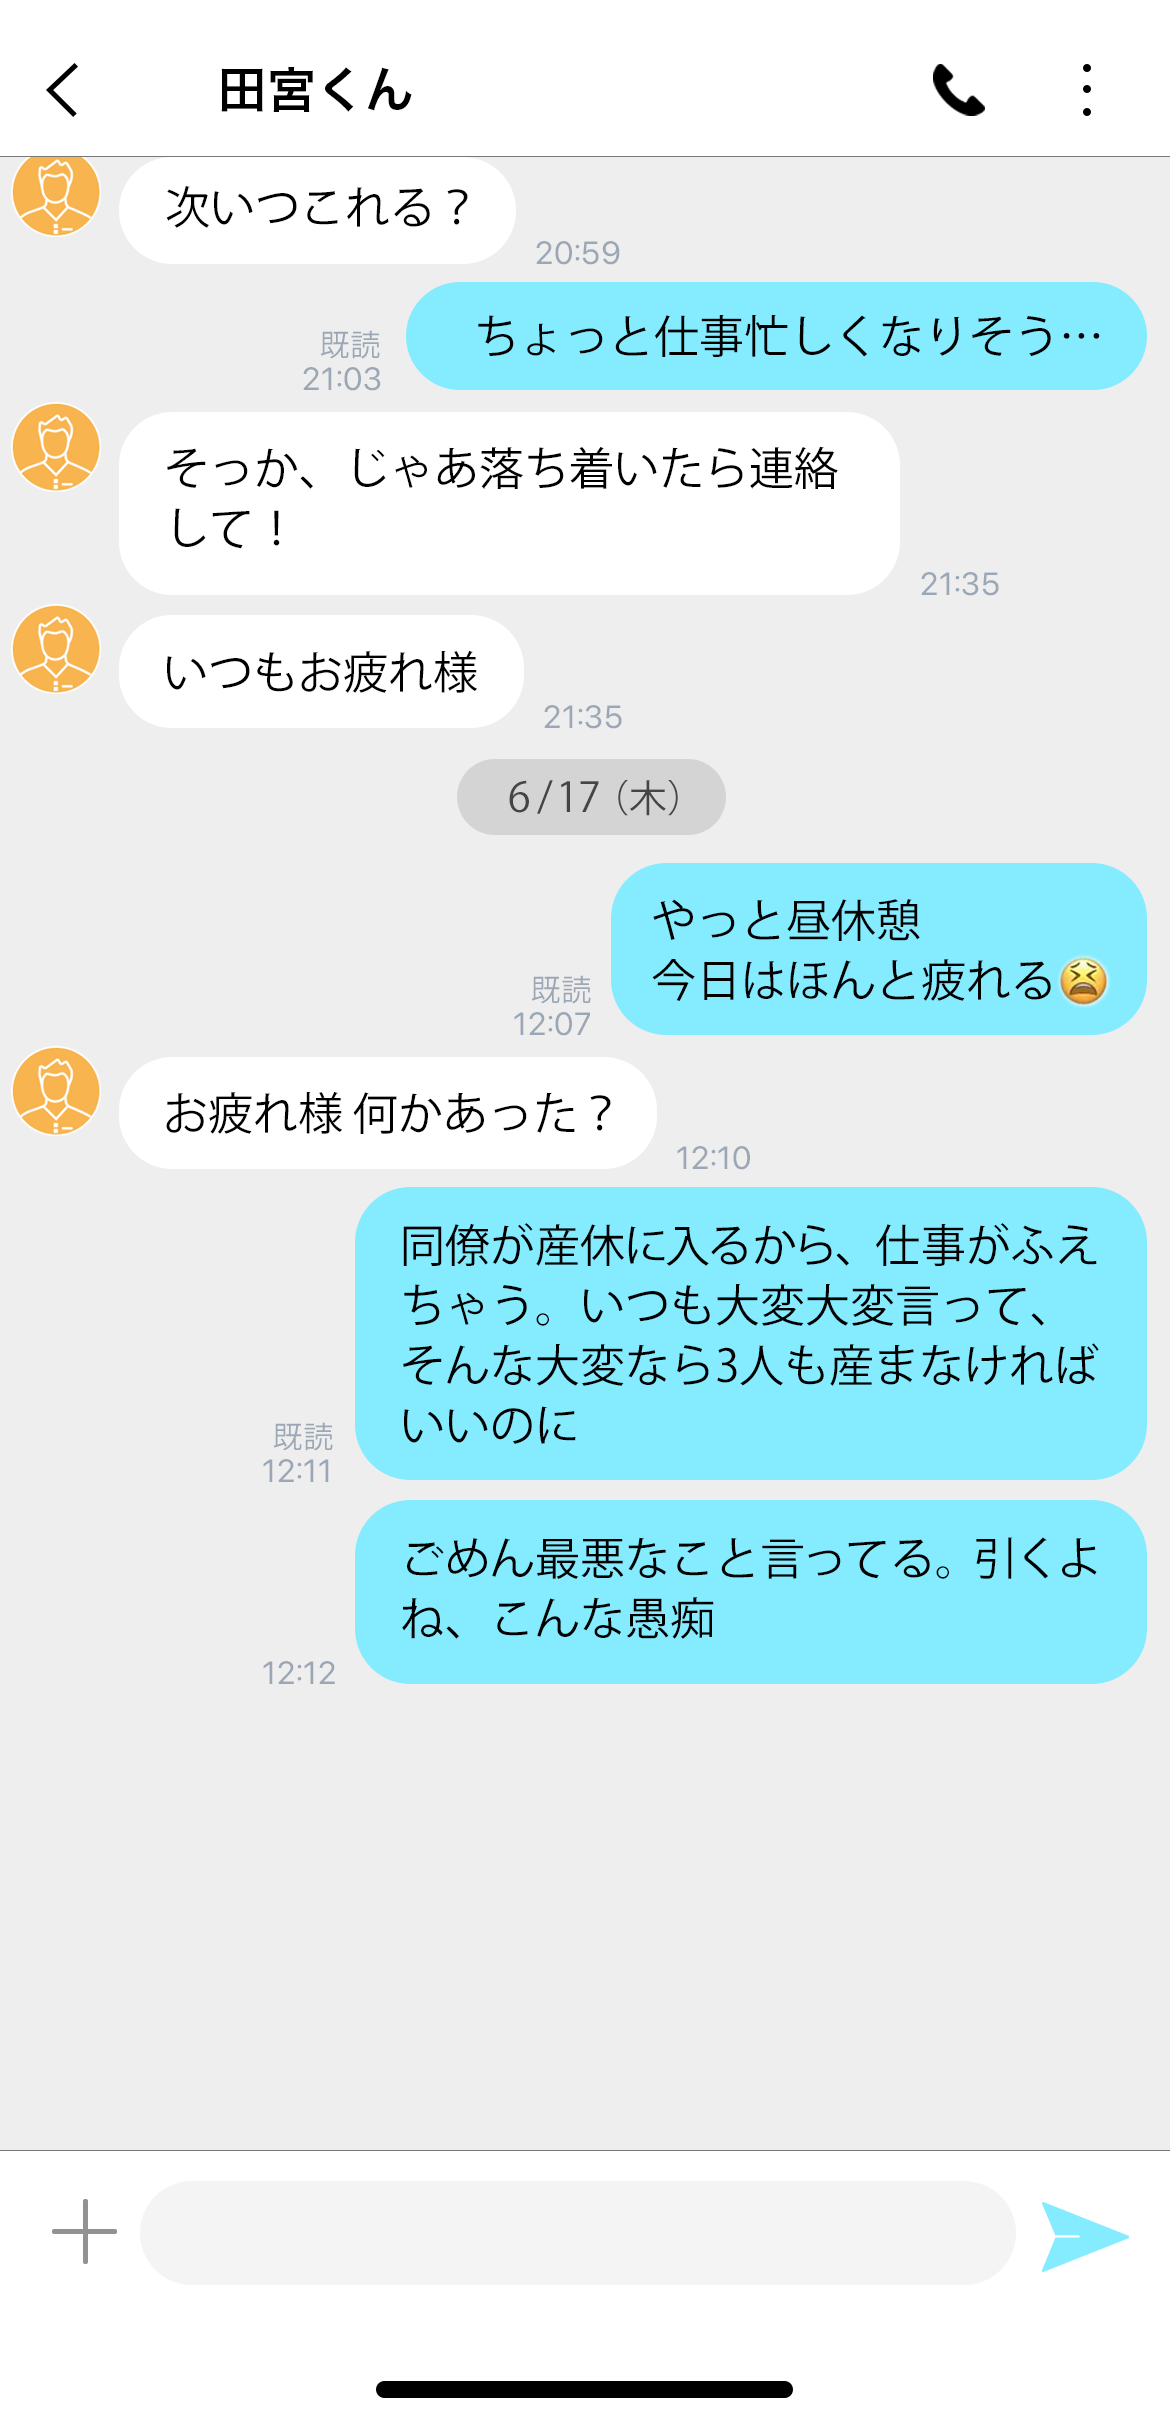 田宮くん
次いつこれる？
20:59
ちょっと仕事忙しくなりそう…
既読
21:03
そっか、じゃあ落ち着いたら連絡
して！
21:35
いつもお疲れ様
21:35
6/17（木）
やっと昼休憩
今日はほんと疲れる😫
既読
12:07
お疲れ様 何かあった？
12:10
同僚が産休に入るから、仕事がふえ
ちゃう。いつも大変大変言って、
そんな大変なら3人も産まなければ
いいのに
既読
12:11
ごめん最悪なこと言ってる。引くよ
ね、こんな愚痴
12:12